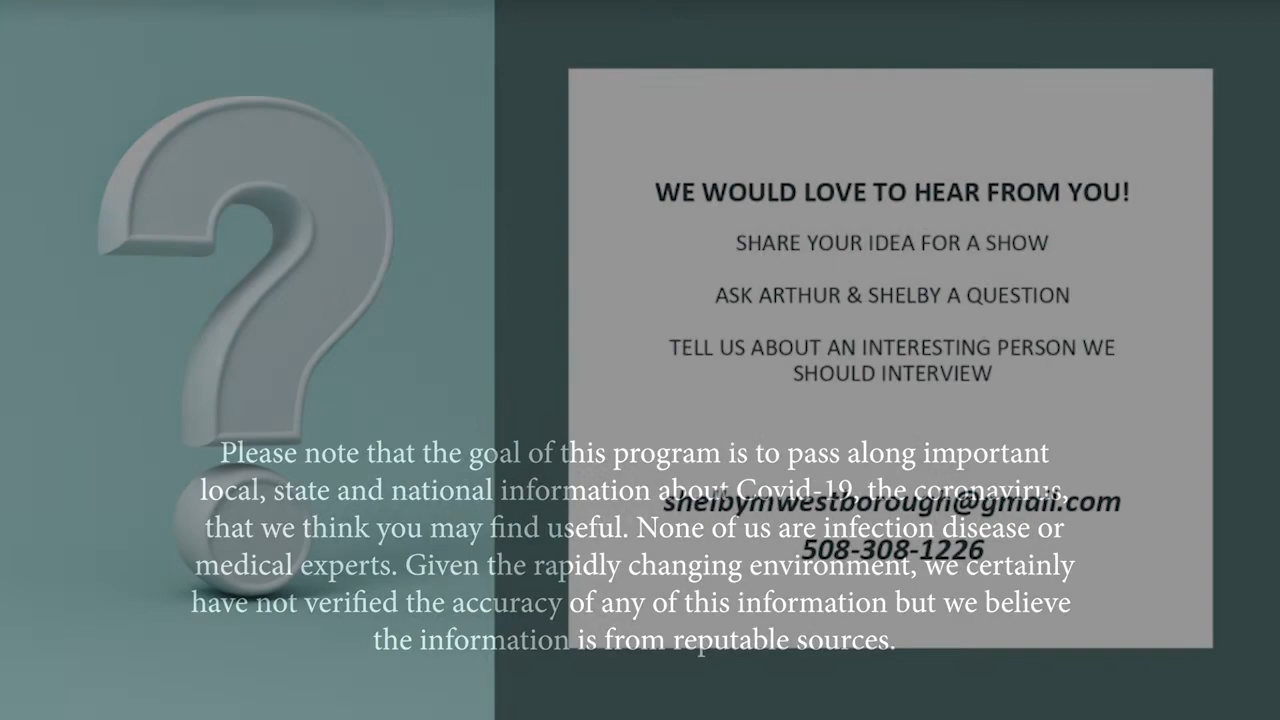 WE WOULD LOVE TO HEAR FROM YOU!
SHARE YOUR IDEA FOR A SHOW
ASK ARTHUR & SHELBY A QUESTION
TELL US ABOUT AN INTERESTING PERSON WE
SHOULD INTERVIEW
shelbymwestborough@gmail.com
508-308-1226
Please note that the goal of this program is to pass along important
local, state and national information about Covid-19, the coronavirus,
that we think you may find useful. None of us are infection disease or
medical experts. Given the rapidly changing environment, we certainly
have not verified the accuracy of any of this information but we believe
the information is from reputable sources.